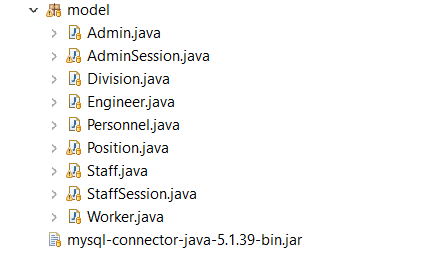 model
Admin.java
AdminSession.java
Division.java
Engineer.java
Personnel.java
Position.java
Staff.java
StaffSession.java
Worker.java
mysql-connector-java-5.1.39-bin.jar